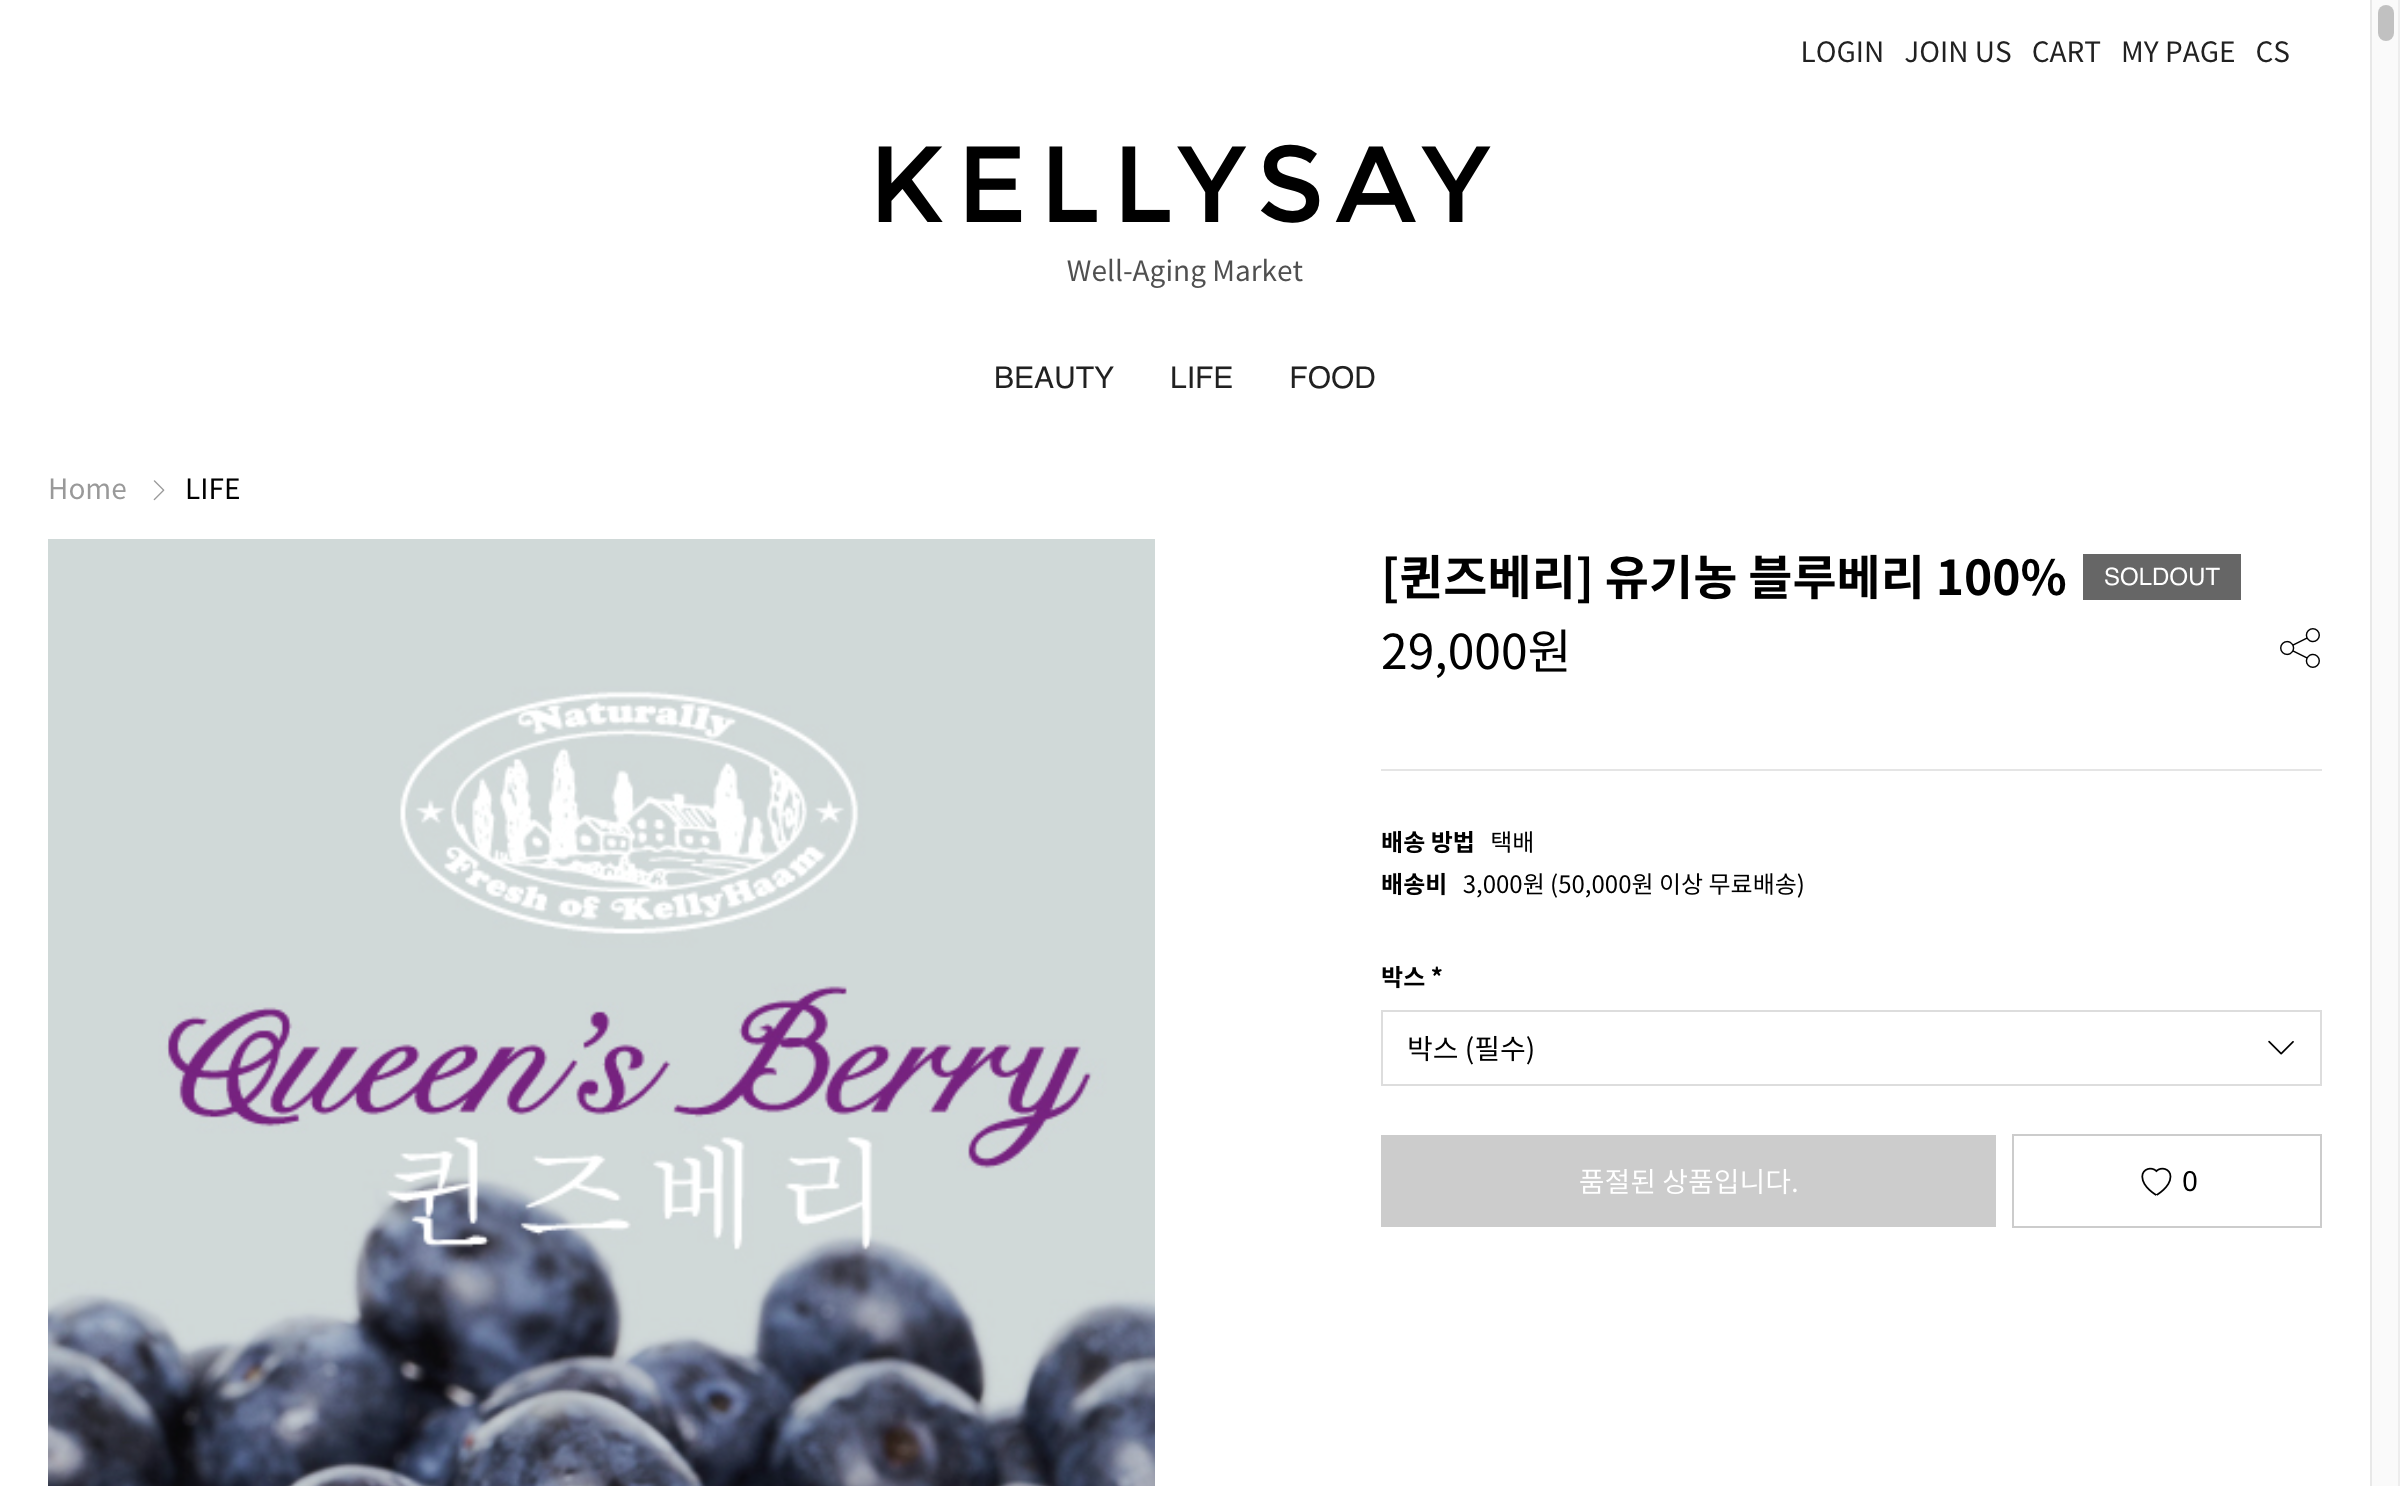 LOGIN JOIN US CART MY PAGE CS
KELLYSAY
Well-Aging Market
BEAUTY LIFE FOOD
Home > LIFE
Naturally
Fresh of KellyHaam
Queen's Berry
퀸즈베리
[퀸즈베리] 유기농 블루베리 100% SOLDOUT
29,000원
배송 방법 택배
배송비 3,000원 (50,000원 이상 무료배송)
박스 *
박스 (필수)
품절된 상품입니다.
0